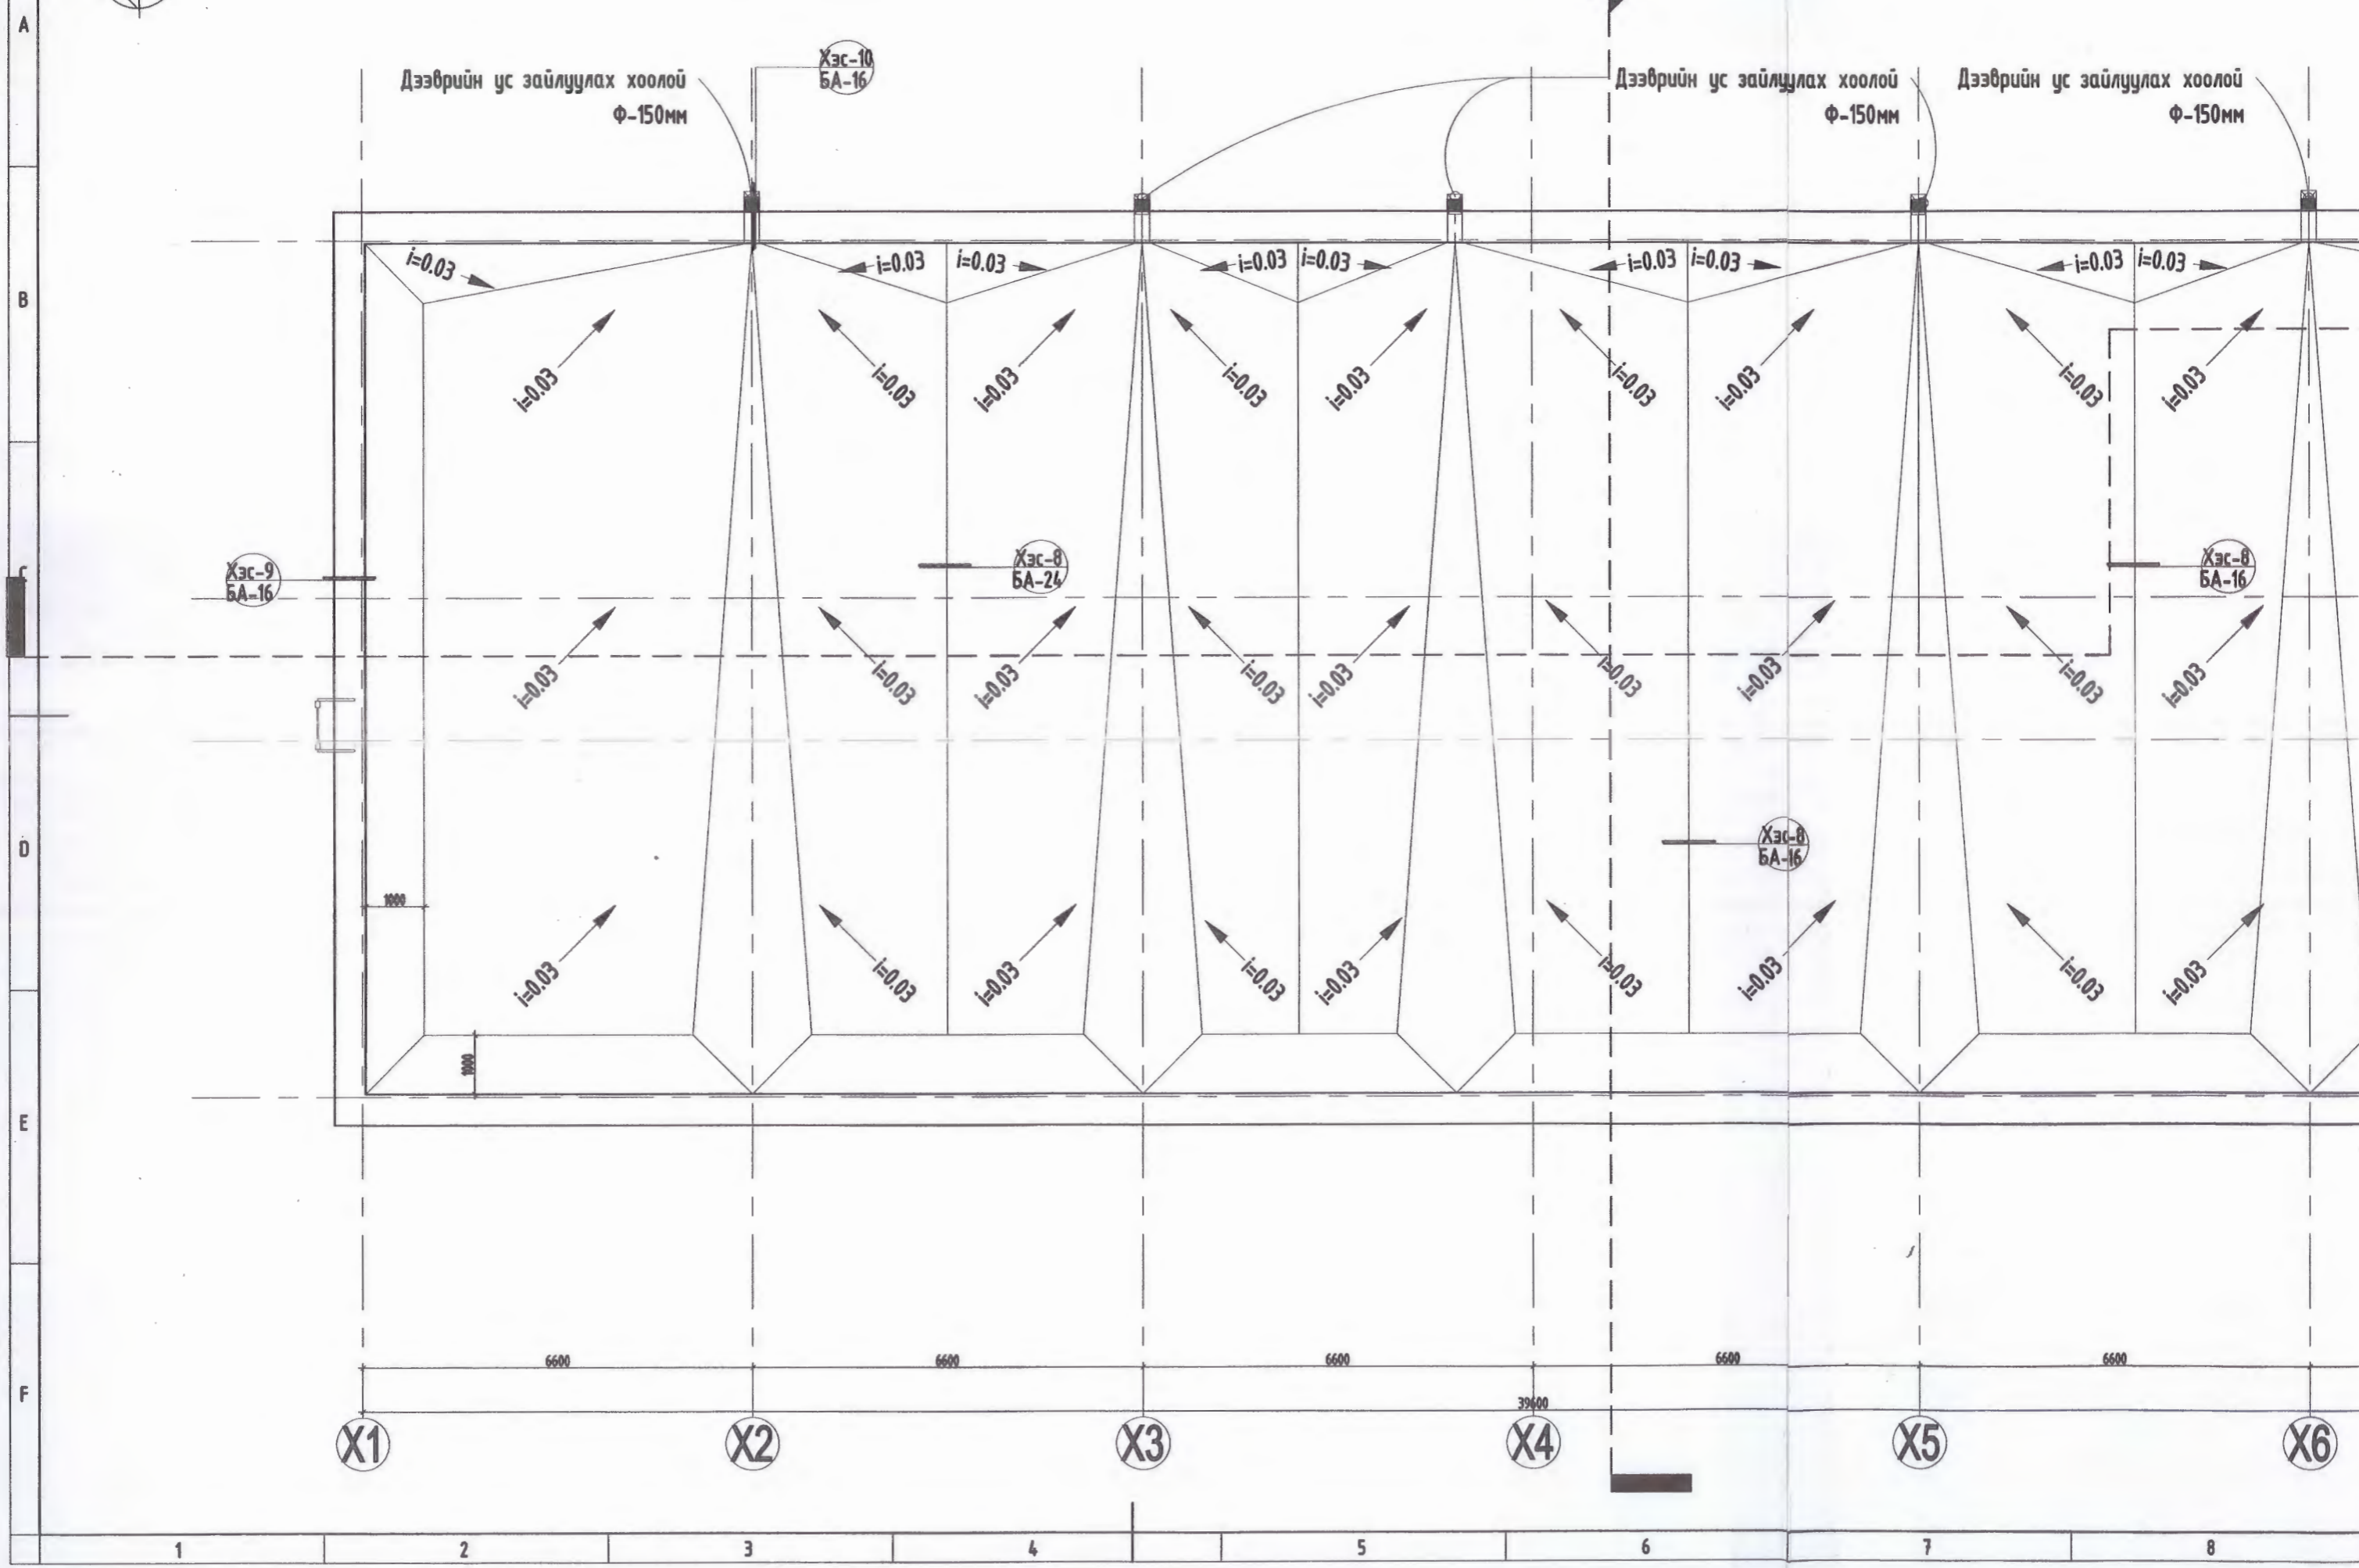 A
Хэс-10
БА-16
Дээврийн ус зайлуулах хоолой
Ф-150мм
Дээврийн ус зайлуулах хоолой
Ф-150мм
Дээврийн ус зайлуулах хоолой
Ф-150мм
i=0.03
i=0.03
i=0.03
i=0.03
i=0.03
i=0.03
i=0.03
i=0.03
i=0.03
B
i=0.03
i=0.03
i=0.03
i=0.03
i=0.03
i=0.03
i=0.03
i=0.03
i=0.03
C
Хэс-9
БА-16
Хэс-8
БА-24
Хэс-8
БА-16
i=0.03
i=0.03
i=0.03
i=0.03
i=0.03
i=0.03
i=0.03
i=0.03
i=0.03
D
Хэс-8
БА-16
1000
i=0.03
i=0.03
i=0.03
i=0.03
i=0.03
i=0.03
i=0.03
i=0.03
i=0.03
1000
E
6600
6600
6600
6600
6600
F
39600
X1
X2
X3
X4
X5
X6
1
2
3
4
5
6
7
8